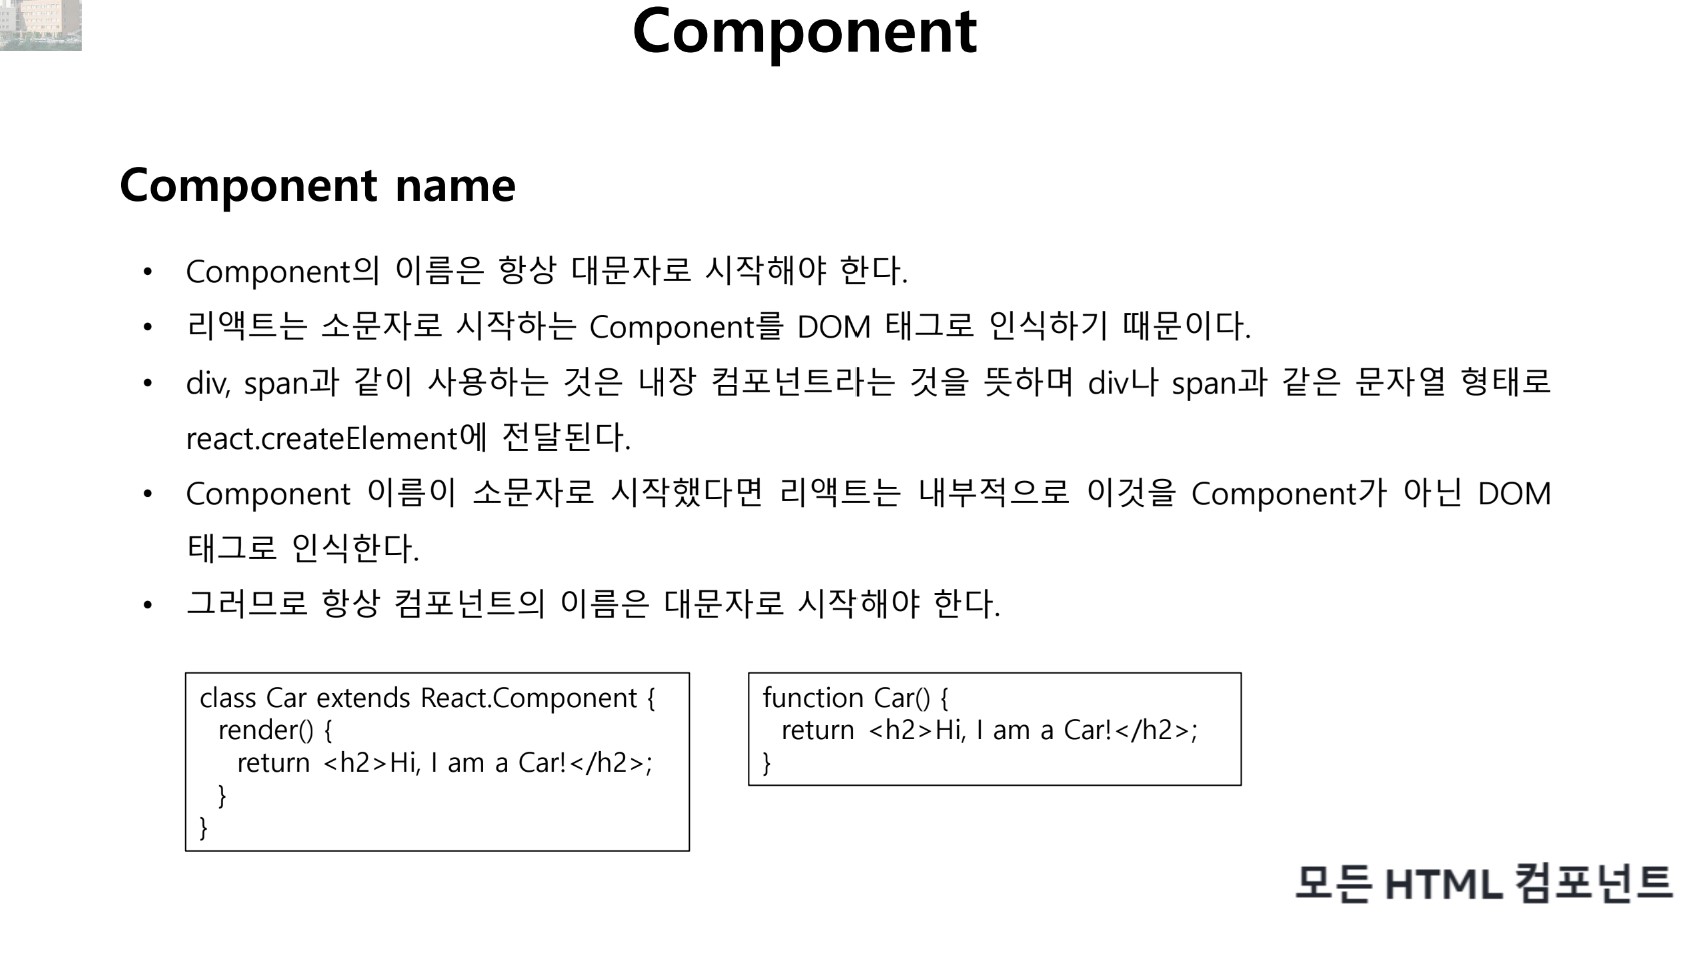 Component
Component name
• Component의 이름은 항상 대문자로 시작해야 한다.
• 리액트는 소문자로 시작하는 Component를 DOM 태그로 인식하기 때문이다.
• div, span과 같이 사용하는 것은 내장 컴포넌트라는 것을 뜻하며 div나 span과 같은 문자열 형태로
react.createElement에 전달된다.
• Component 이름이 소문자로 시작했다면 리액트는 내부적으로 이것을 Component가 아닌 DOM
태그로 인식한다.
• 그러므로 항상 컴포넌트의 이름은 대문자로 시작해야 한다.
class Car extends React.Component {
  render() {
    return <h2>Hi, I am a Car!</h2>;
  }
}
function Car() {
  return <h2>Hi, I am a Car!</h2>;
}
모든 HTML 컴포넌트